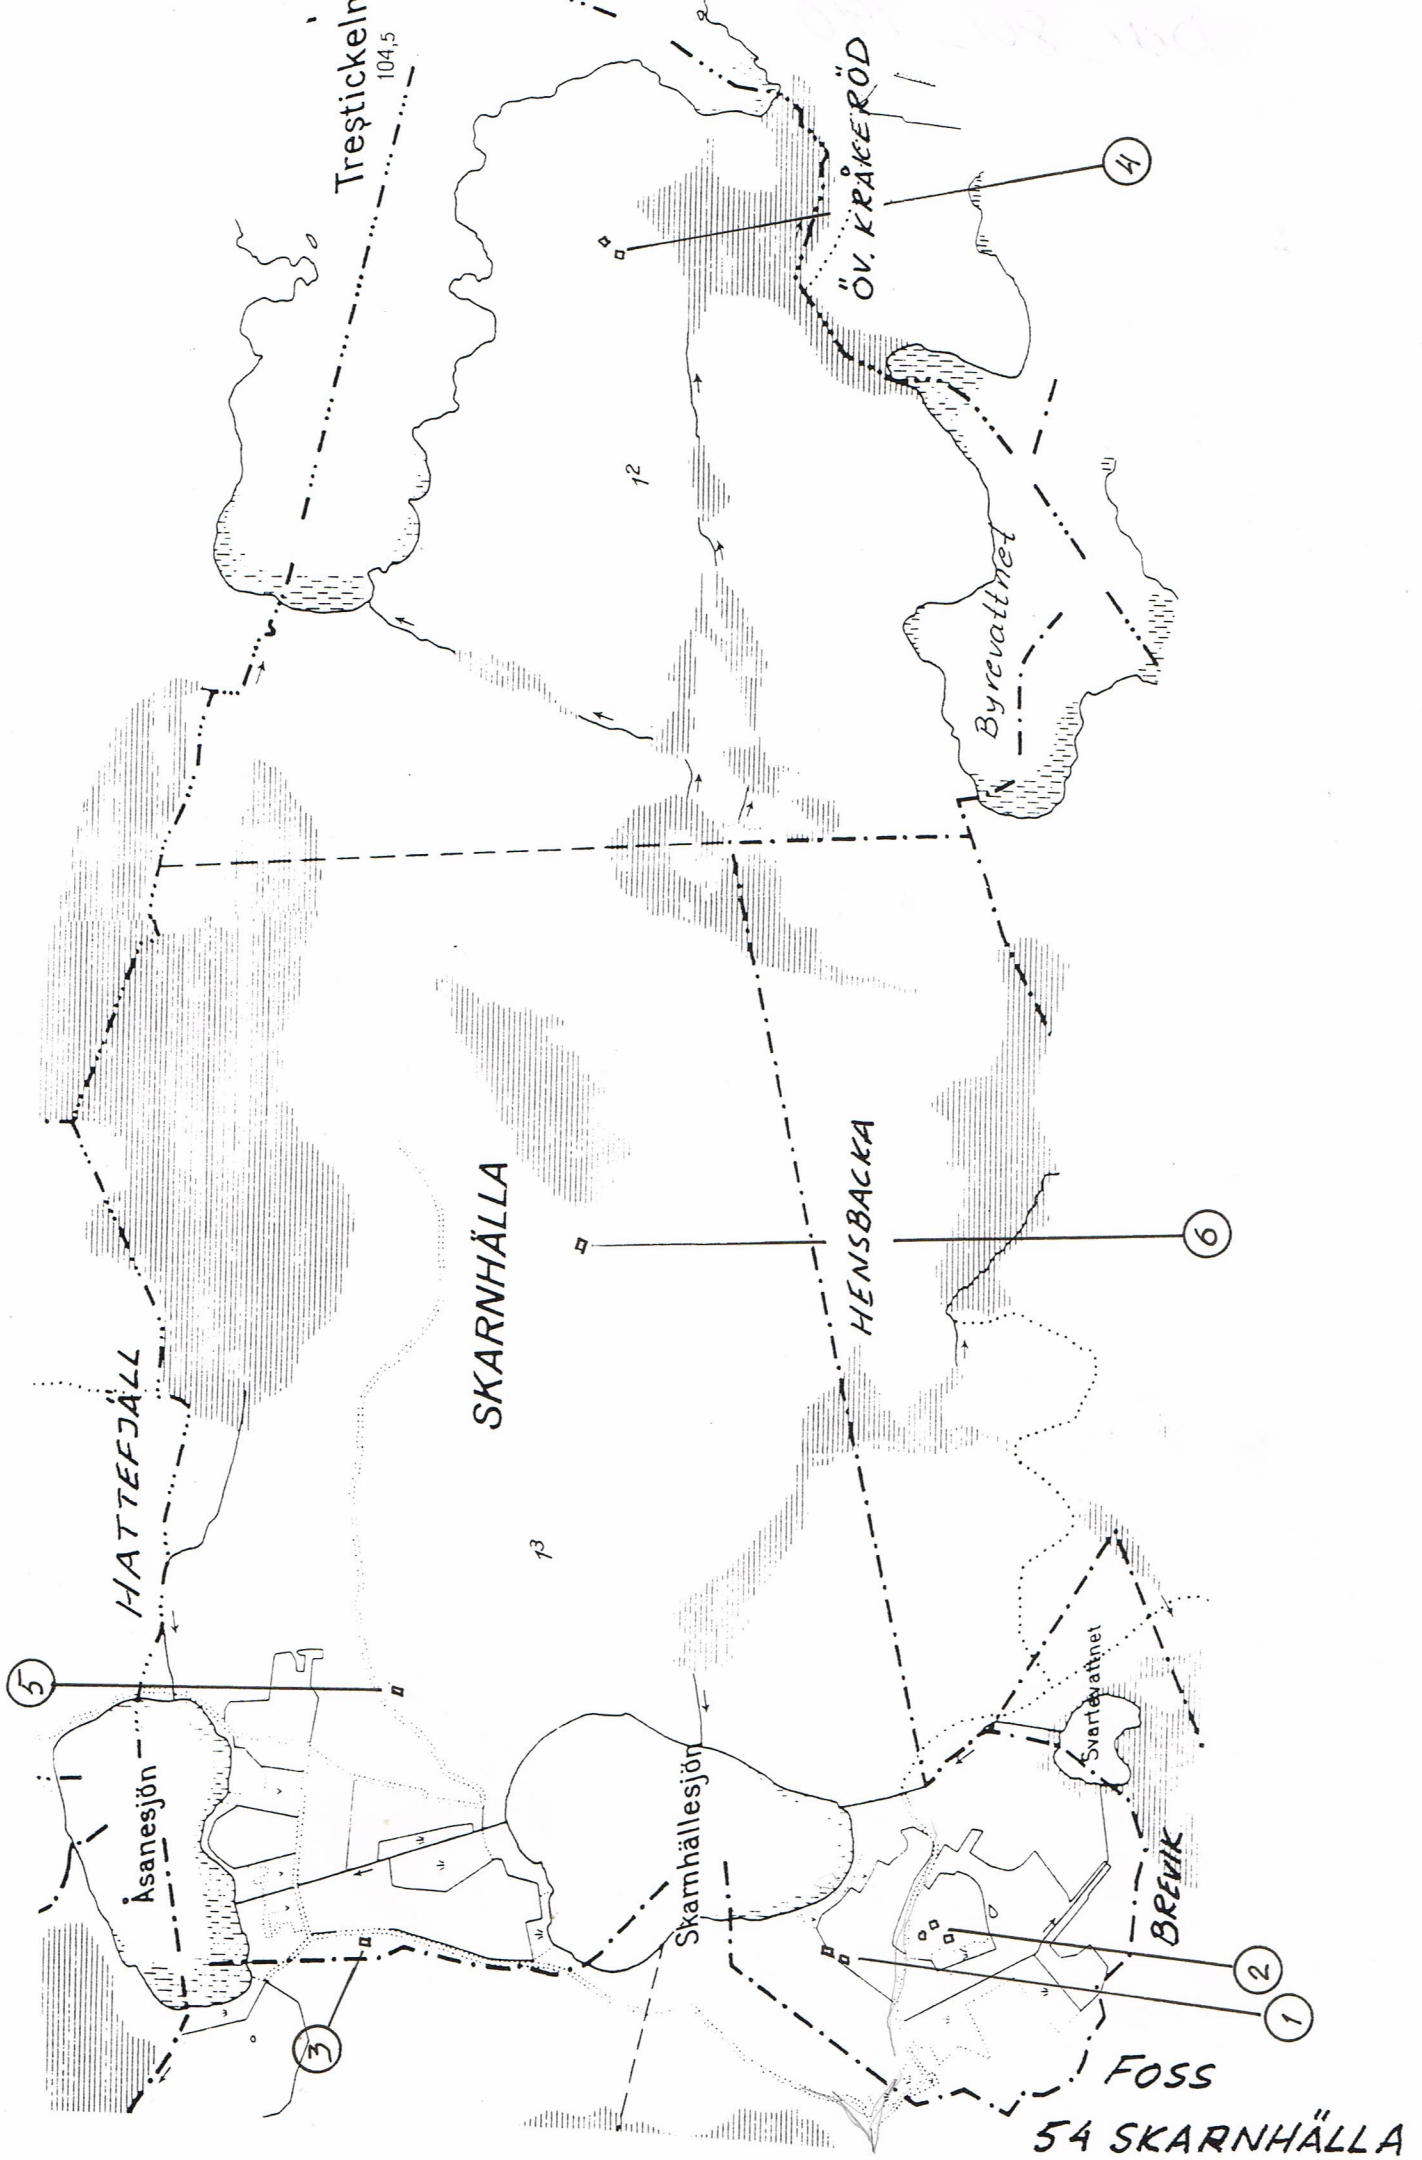 Trestickeln
104,5
ÖV. KRÅKERÖD
4
1²
Byrevattnet
SKARNHÄLLA
HENSBACKA
6
HATTEFJÄLL
1³
5
Åsanesjön
Skarnhällesjön
Svartevattnet
BREVIK
3
2
1
FOSS
54 SKARNHÄLLA